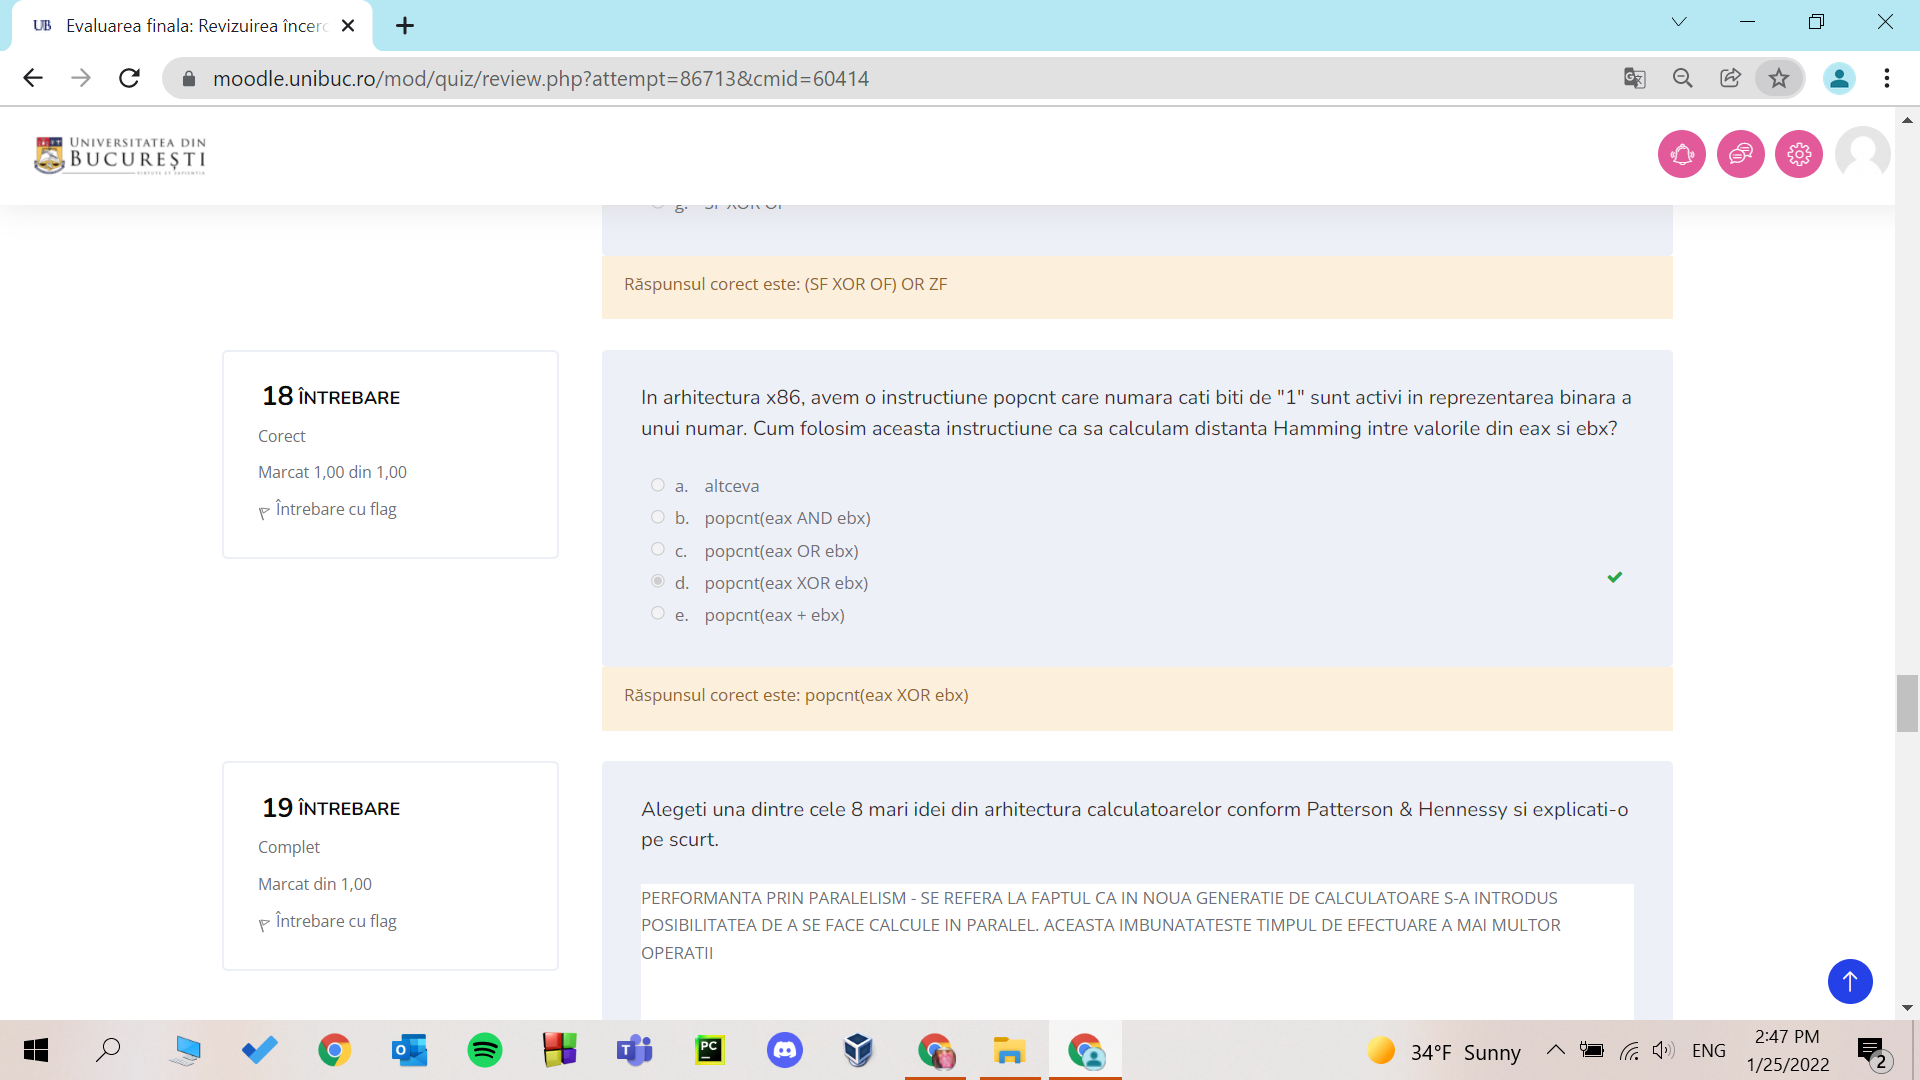 UB Evaluarea finala: Revizuirea încerc
moodle.unibuc.ro/mod/quiz/review.php?attempt=86713&cmid=60414
UNIVERSITATEA DIN
BUCUREȘTI
VIRTUTE ET SAPIENTIA
g. SF XOR OF
Răspunsul corect este: (SF XOR OF) OR ZF
18 ÎNTREBARE
Corect
Marcat 1,00 din 1,00
Întrebare cu flag
In arhitectura x86, avem o instructiune popcnt care numara cati biti de "1" sunt activi in reprezentarea binara a
unui numar. Cum folosim aceasta instructiune ca sa calculam distanta Hamming intre valorile din eax si ebx?
a. altceva
b. popcnt(eax AND ebx)
c. popcnt(eax OR ebx)
d. popcnt(eax XOR ebx)
e. popcnt(eax + ebx)
Răspunsul corect este: popcnt(eax XOR ebx)
19 ÎNTREBARE
Complet
Marcat din 1,00
Întrebare cu flag
Alegeti una dintre cele 8 mari idei din arhitectura calculatoarelor conform Patterson & Hennessy si explicati-o
pe scurt.
PERFORMANTA PRIN PARALELISM - SE REFERA LA FAPTUL CA IN NOUA GENERATIE DE CALCULATOARE S-A INTRODUS
POSIBILITATEA DE A SE FACE CALCULE IN PARALEL. ACEASTA IMBUNATATESTE TIMPUL DE EFECTUARE A MAI MULTOR
OPERATII
34°F Sunny
ENG
2:47 PM
1/25/2022
2